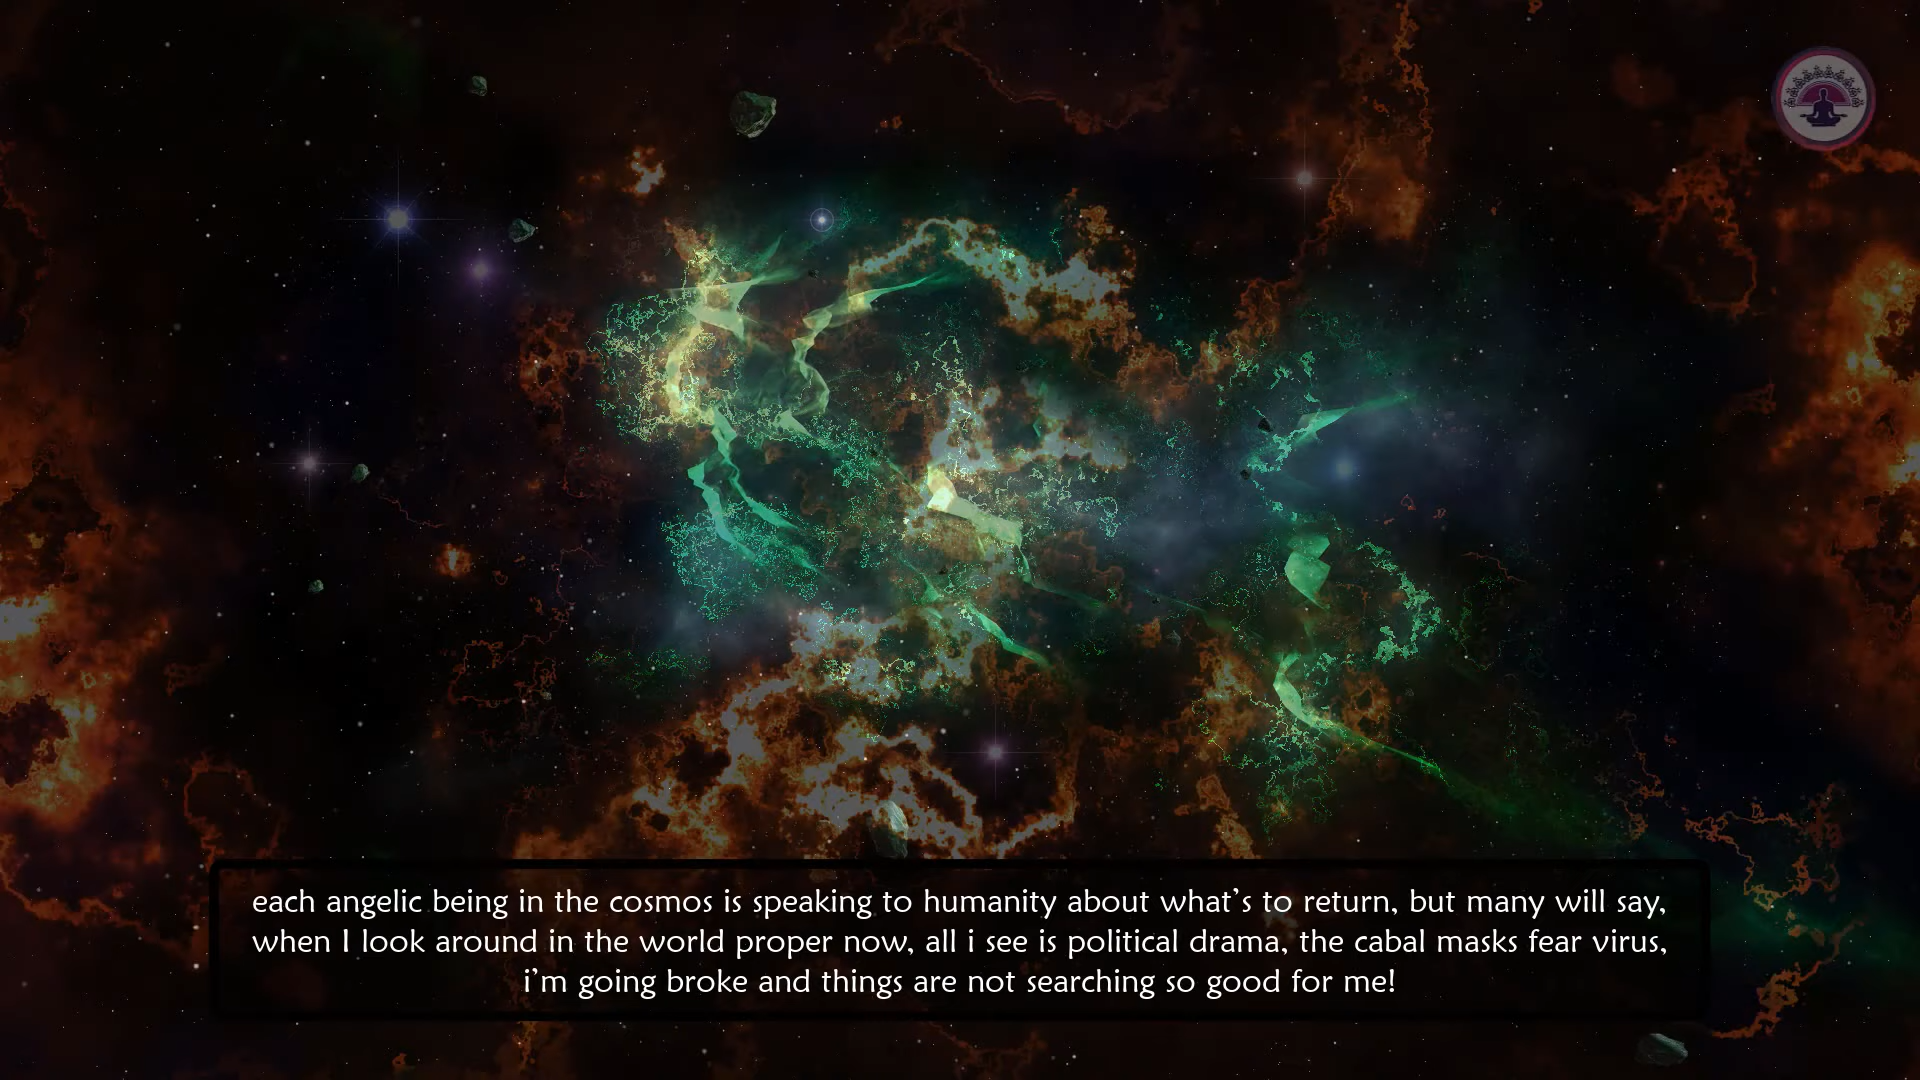 each angelic being in the cosmos is speaking to humanity about what's to return, but many will say,
when I look around in the world proper now, all i see is political drama, the cabal masks fear virus,
i'm going broke and things are not searching so good for me!